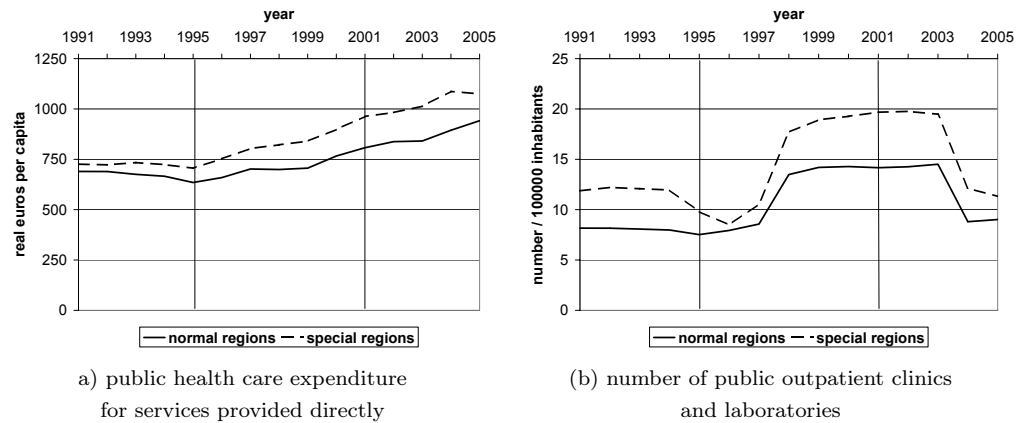 year
1991 1993 1995 1997 1999 2001 2003 2005
1250
1000
750
500
250
0
real euros per capita
normal regions special regions
a) public health care expenditure
for services provided directly
year
1991 1993 1995 1997 1999 2001 2003 2005
25
20
15
10
5
0
number / 100000 inhabitants
normal regions special regions
(b) number of public outpatient clinics
and laboratories